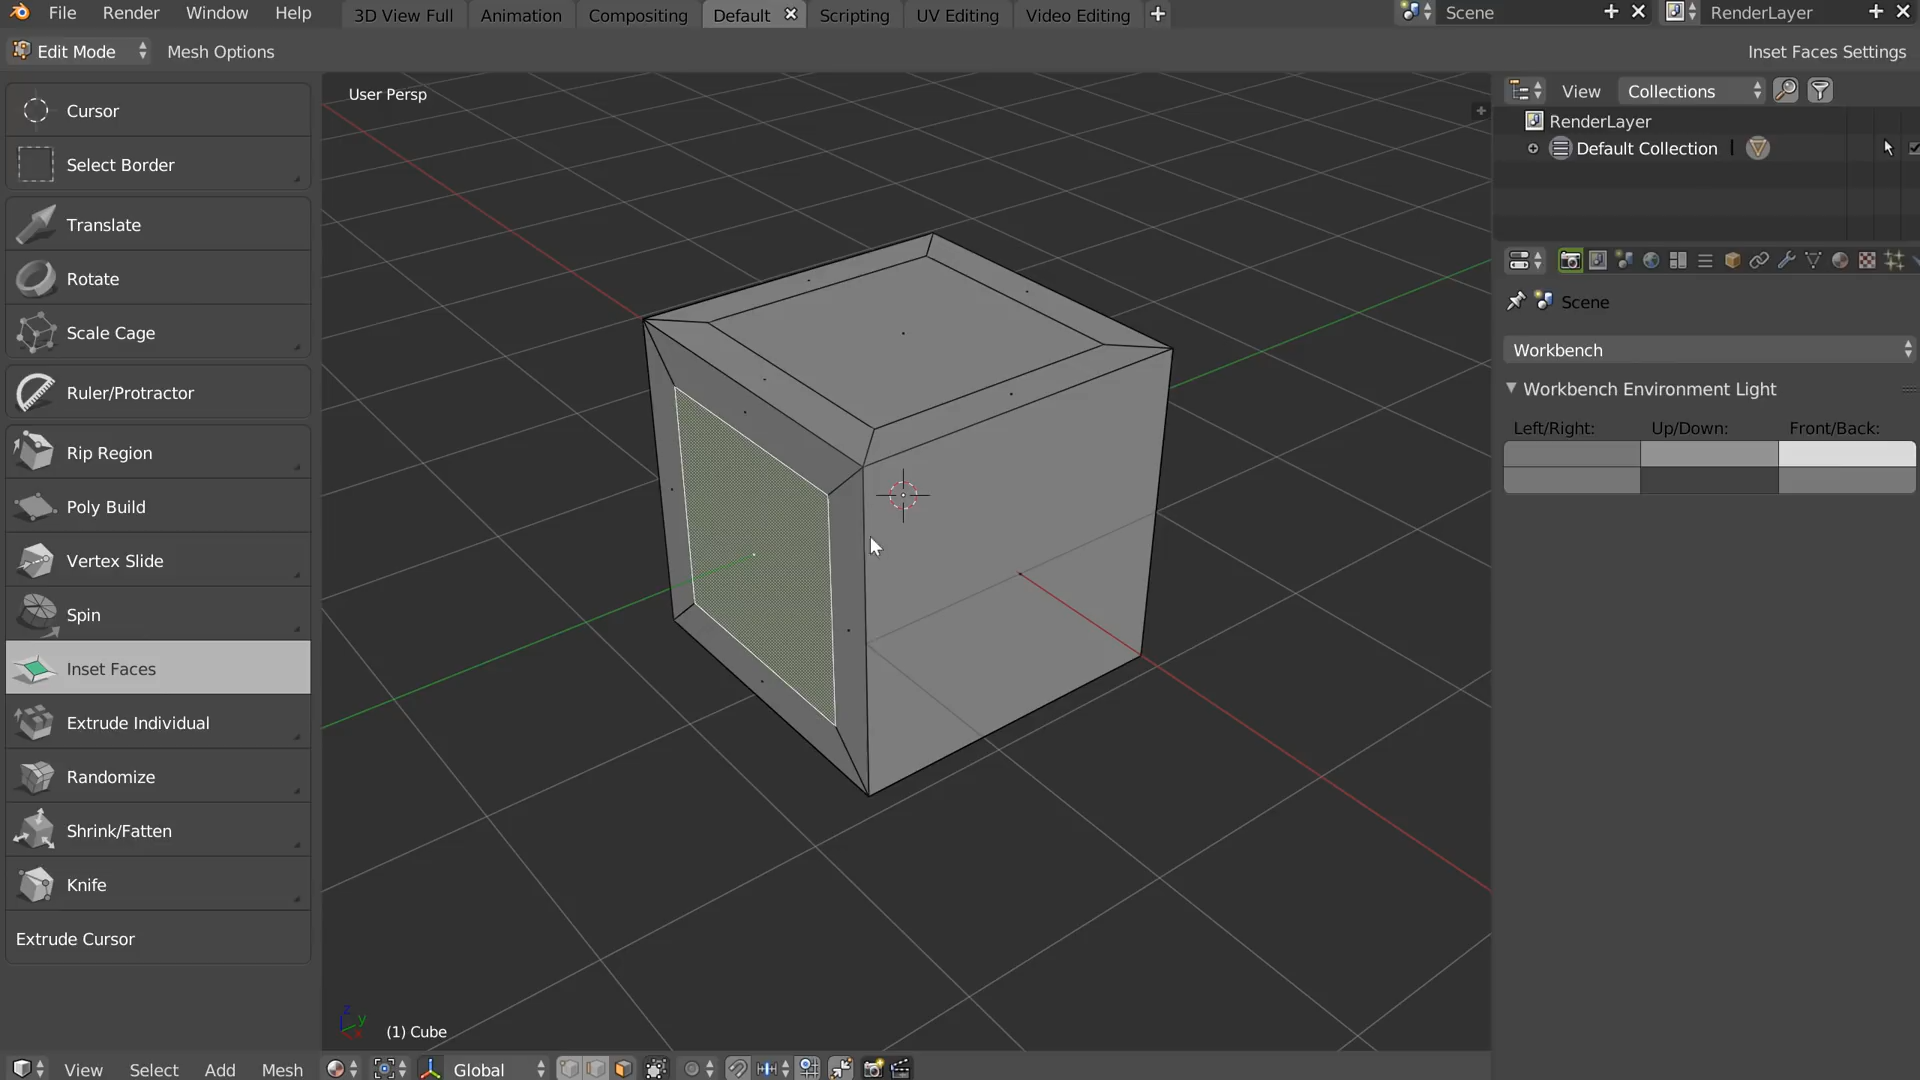 File Render Window Help 3D View Full Animation Compositing Default Scripting UV Editing Video Editing Scene RenderLayer
Edit Mode Mesh Options Inset Faces Settings
User Persp
Cursor
Select Border
Translate
Rotate
Scale Cage
Ruler/Protractor
Rip Region
Poly Build
Vertex Slide
Spin
Inset Faces
Extrude Individual
Randomize
Shrink/Fatten
Knife
Extrude Cursor
z
y
x
(1) Cube
View Select Add Mesh Global
View Collections
RenderLayer
Default Collection
Scene
Workbench
Workbench Environment Light
Left/Right: Up/Down: Front/Back: